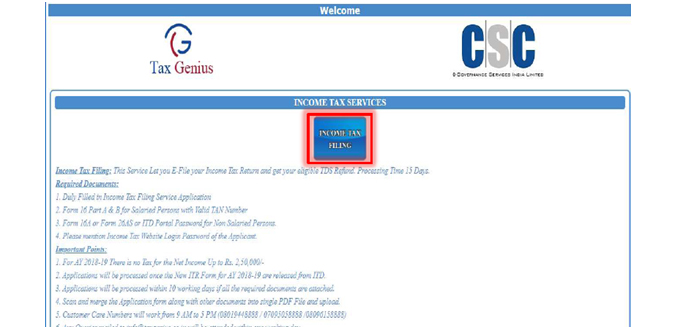 Welcome
Tax Genius
CSC
e Governance Services India Limited
INCOME TAX SERVICES
INCOME TAX
FILING
Income Tax Filing: This Service Let you E-File your Income Tax Return and get your eligible TDS Refund. Processing Time 15 Days.
Required Documents:
1. Duly Filled in Income Tax Filing Service Application
2. Form 16 Part A & B for Salaried Persons with Valid TAN Number
3. Form 16A or Form 26AS or ITD Portal Password for Non Salaried Persons.
4. Please mention Income Tax Website Login Password of the Applicant.
Important Points:
1. For AY 2018-19 There is no Tax for the Net Income Up to Rs. 2,50,000/-
2. Applications will be processed once the New ITR Form for AY 2018-19 are released from ITD.
3. Applications will be processed within 10 working days if all the required documents are attached.
4. Scan and merge the Application form along with other documents into single PDF File and upload.
5. Customer Care Numbers will work from 9 AM to 5 PM